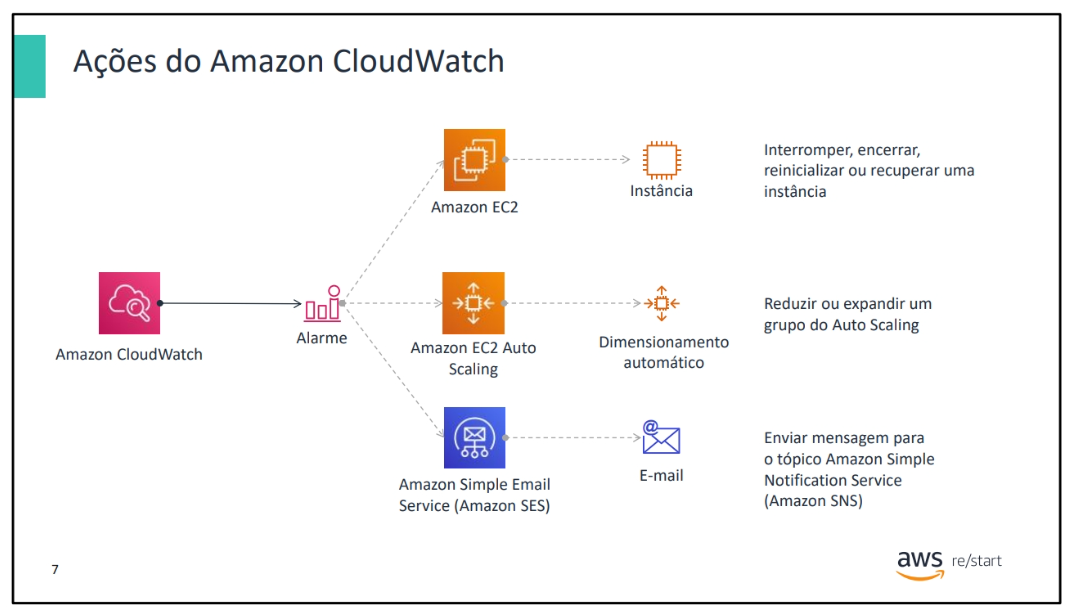 Ações do Amazon CloudWatch
Amazon EC2
Instância
Interromper, encerrar,
reinicializar ou recuperar uma
instância
Amazon CloudWatch
Alarme
Amazon EC2 Auto
Scaling
Dimensionamento
automático
Reduzir ou expandir um
grupo do Auto Scaling
Amazon Simple Email
Service (Amazon SES)
@
E-mail
Enviar mensagem para
o tópico Amazon Simple
Notification Service
(Amazon SNS)
7
aws re/start